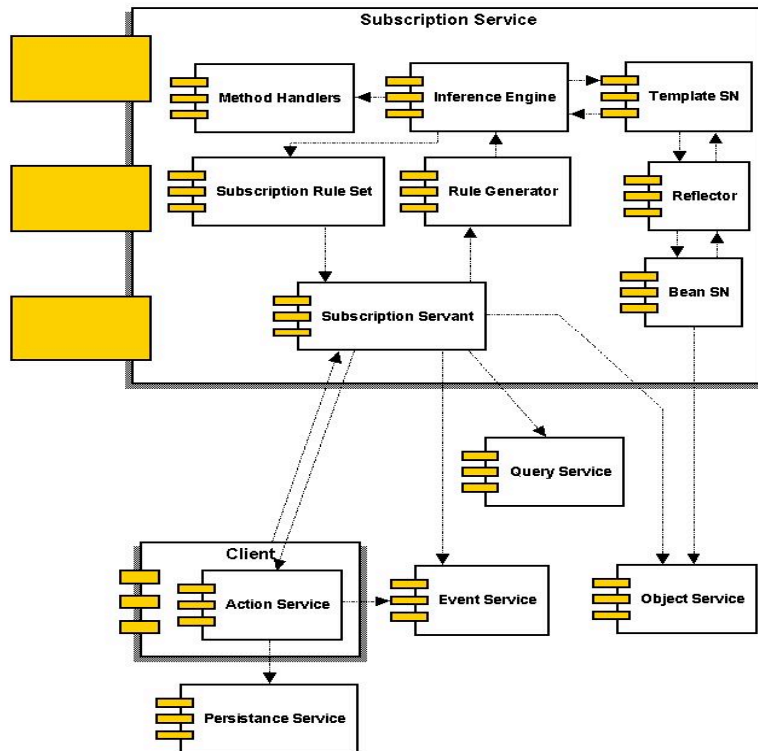 Subscription Service
Method Handlers
Inference Engine
Template SN
Subscription Rule Set
Rule Generator
Reflector
Bean SN
Subscription Servant
Query Service
Client
Action Service
Event Service
Object Service
Persistance Service